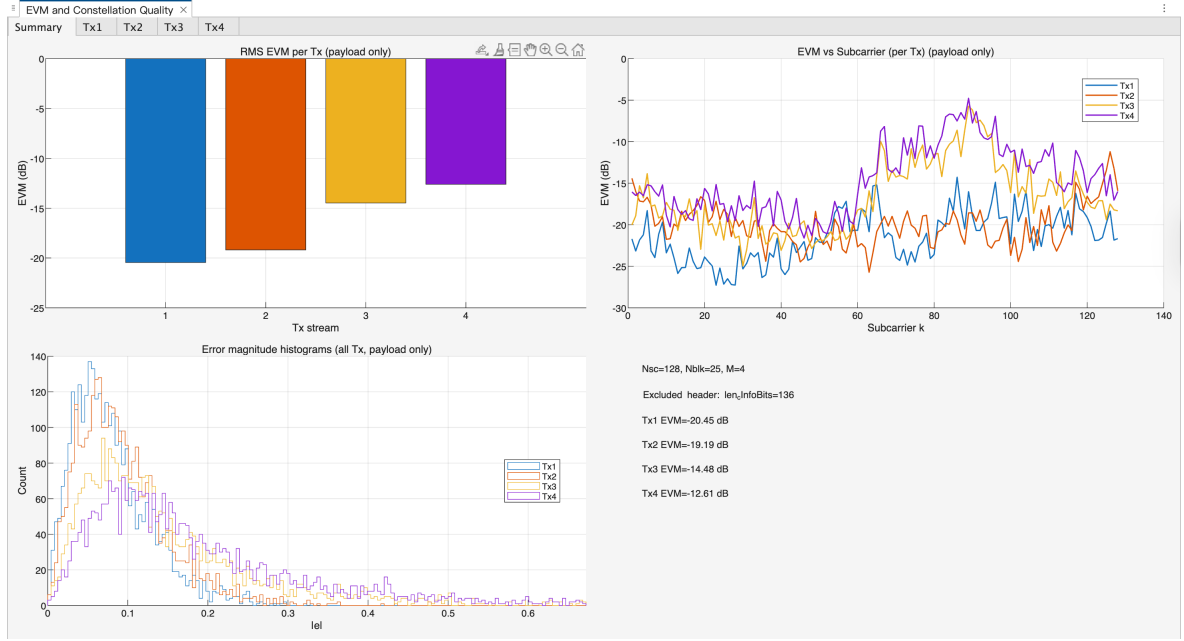 EVM and Constellation Quality ×
Summary Tx1 Tx2 Tx3 Tx4
RMS EVM per Tx (payload only)
EVM (dB)
0
-5
-10
-15
-20
-25
1 2 3 4
Tx stream
EVM vs Subcarrier (per Tx) (payload only)
EVM (dB)
0
-5
-10
-15
-20
-25
-30
0 20 40 60 80 100 120 140
Subcarrier k
Tx1
Tx2
Tx3
Tx4
Error magnitude histograms (all Tx, payload only)
Count
140
120
100
80
60
40
20
0
0 0.1 0.2 0.3 0.4 0.5 0.6
|e|
Tx1
Tx2
Tx3
Tx4
Nsc=128, Nblk=25, M=4
Excluded header: lencInfoBits=136
Tx1 EVM=-20.45 dB
Tx2 EVM=-19.19 dB
Tx3 EVM=-14.48 dB
Tx4 EVM=-12.61 dB